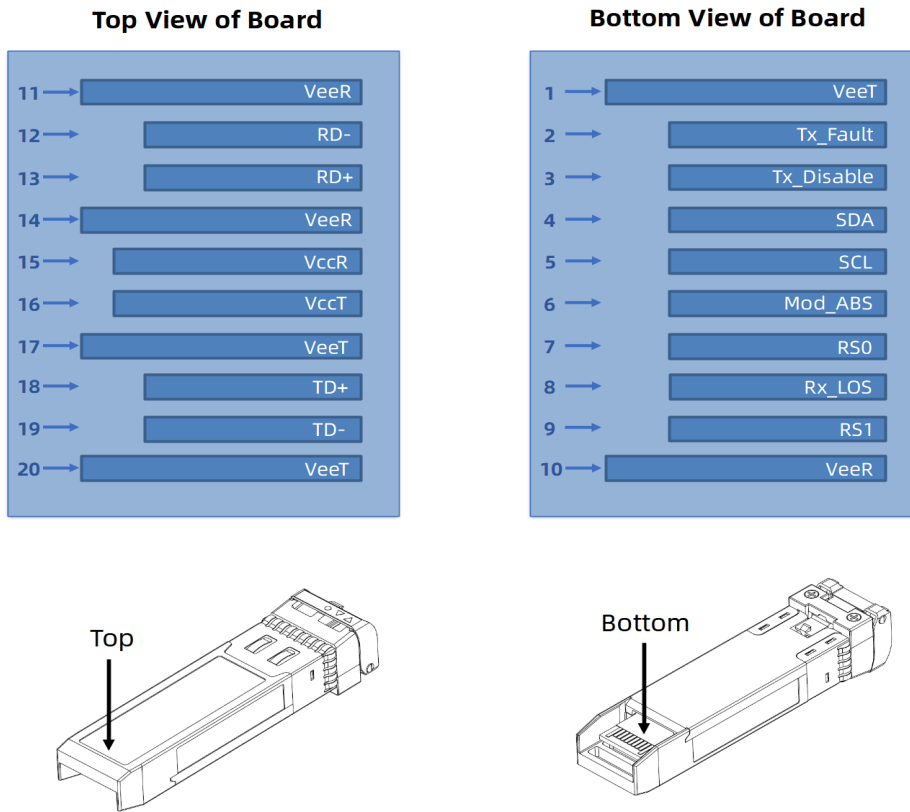 Top View of Board
11 VeeR
12 RD-
13 RD+
14 VeeR
15 VccR
16 VccT
17 VeeT
18 TD+
19 TD-
20 VeeT
Bottom View of Board
1 VeeT
2 Tx_Fault
3 Tx_Disable
4 SDA
5 SCL
6 Mod_ABS
7 RS0
8 Rx_LOS
9 RS1
10 VeeR
Top
Bottom